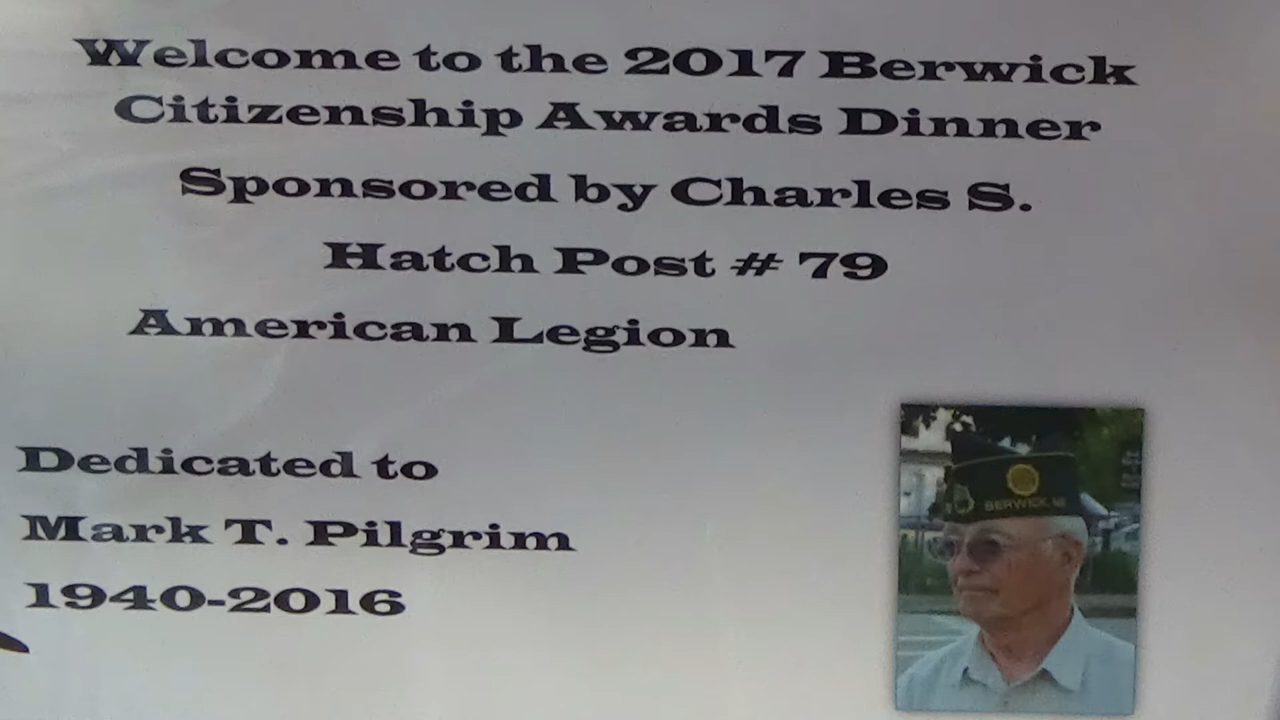 Welcome to the 2017 Berwick
Citizenship Awards Dinner
Sponsored by Charles S.
Hatch Post # 79
American Legion
Dedicated to
Mark T. Pilgrim
1940-2016
BERWICK,